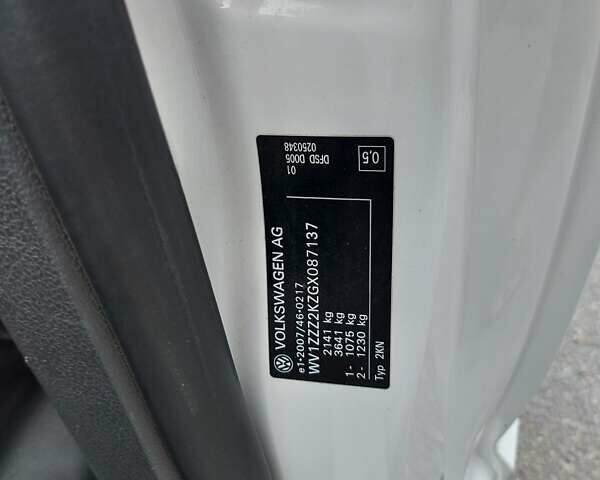 VOLKSWAGEN AG
e1*2007/46*0217
WV1ZZZ2KZGX087137
2141 kg
3641 kg
1- 1075 kg
2- 1230 kg
Typ 2KN
01
DFSD D005
0250348
0,5